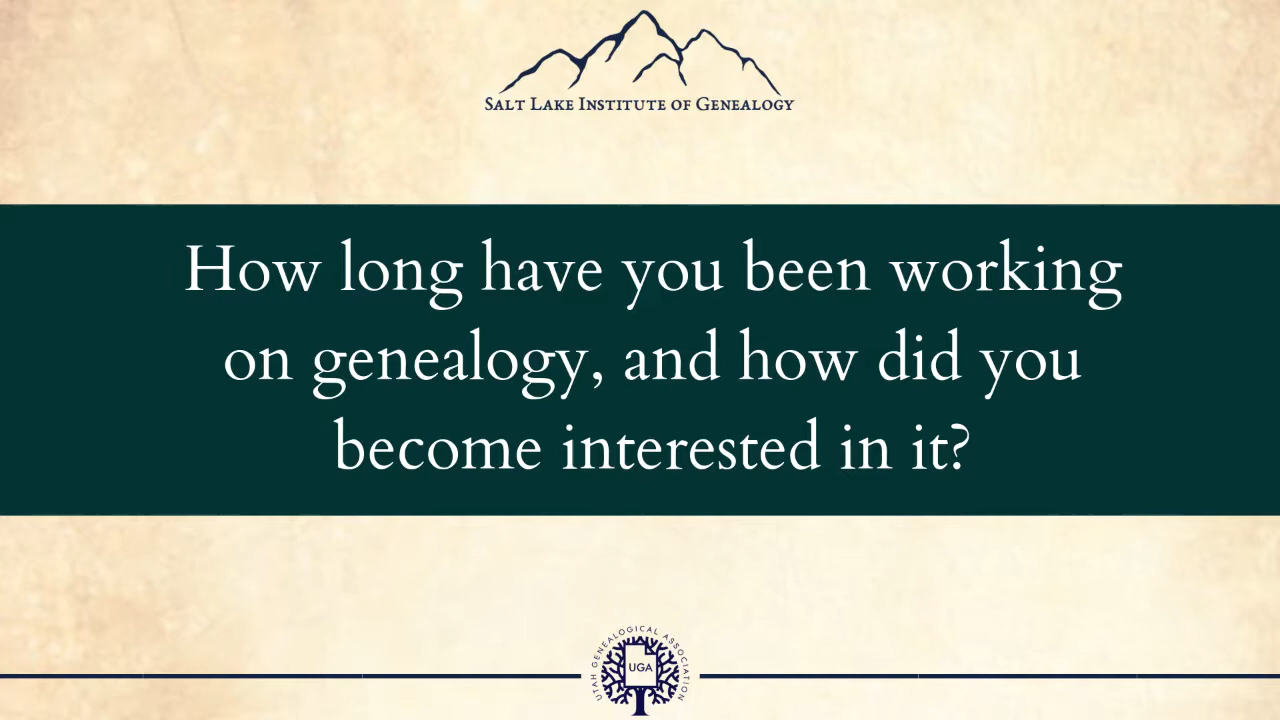 Salt Lake Institute of Genealogy
How long have you been working
on genealogy, and how did you
become interested in it?
UTAH GENEALOGICAL ASSOCIATION
UGA